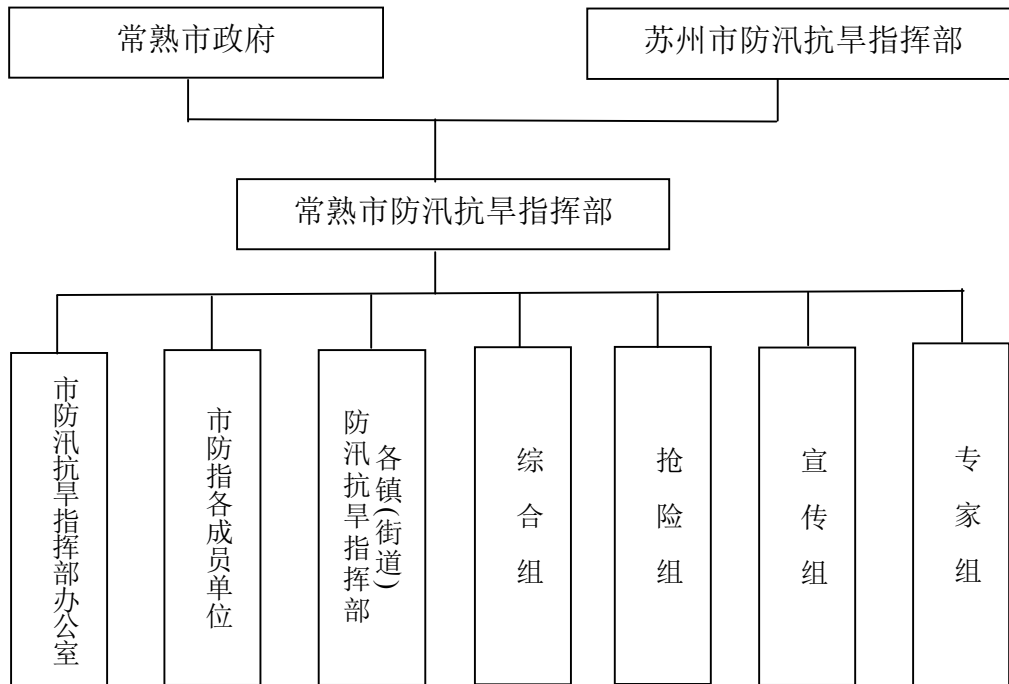 常熟市政府
苏州市防汛抗旱指挥部
常熟市防汛抗旱指挥部
市防汛抗旱指挥部办公室
市防指各成员单位
各镇(街道)
防汛抗旱指挥部
综合组
抢险组
宣传组
专家组